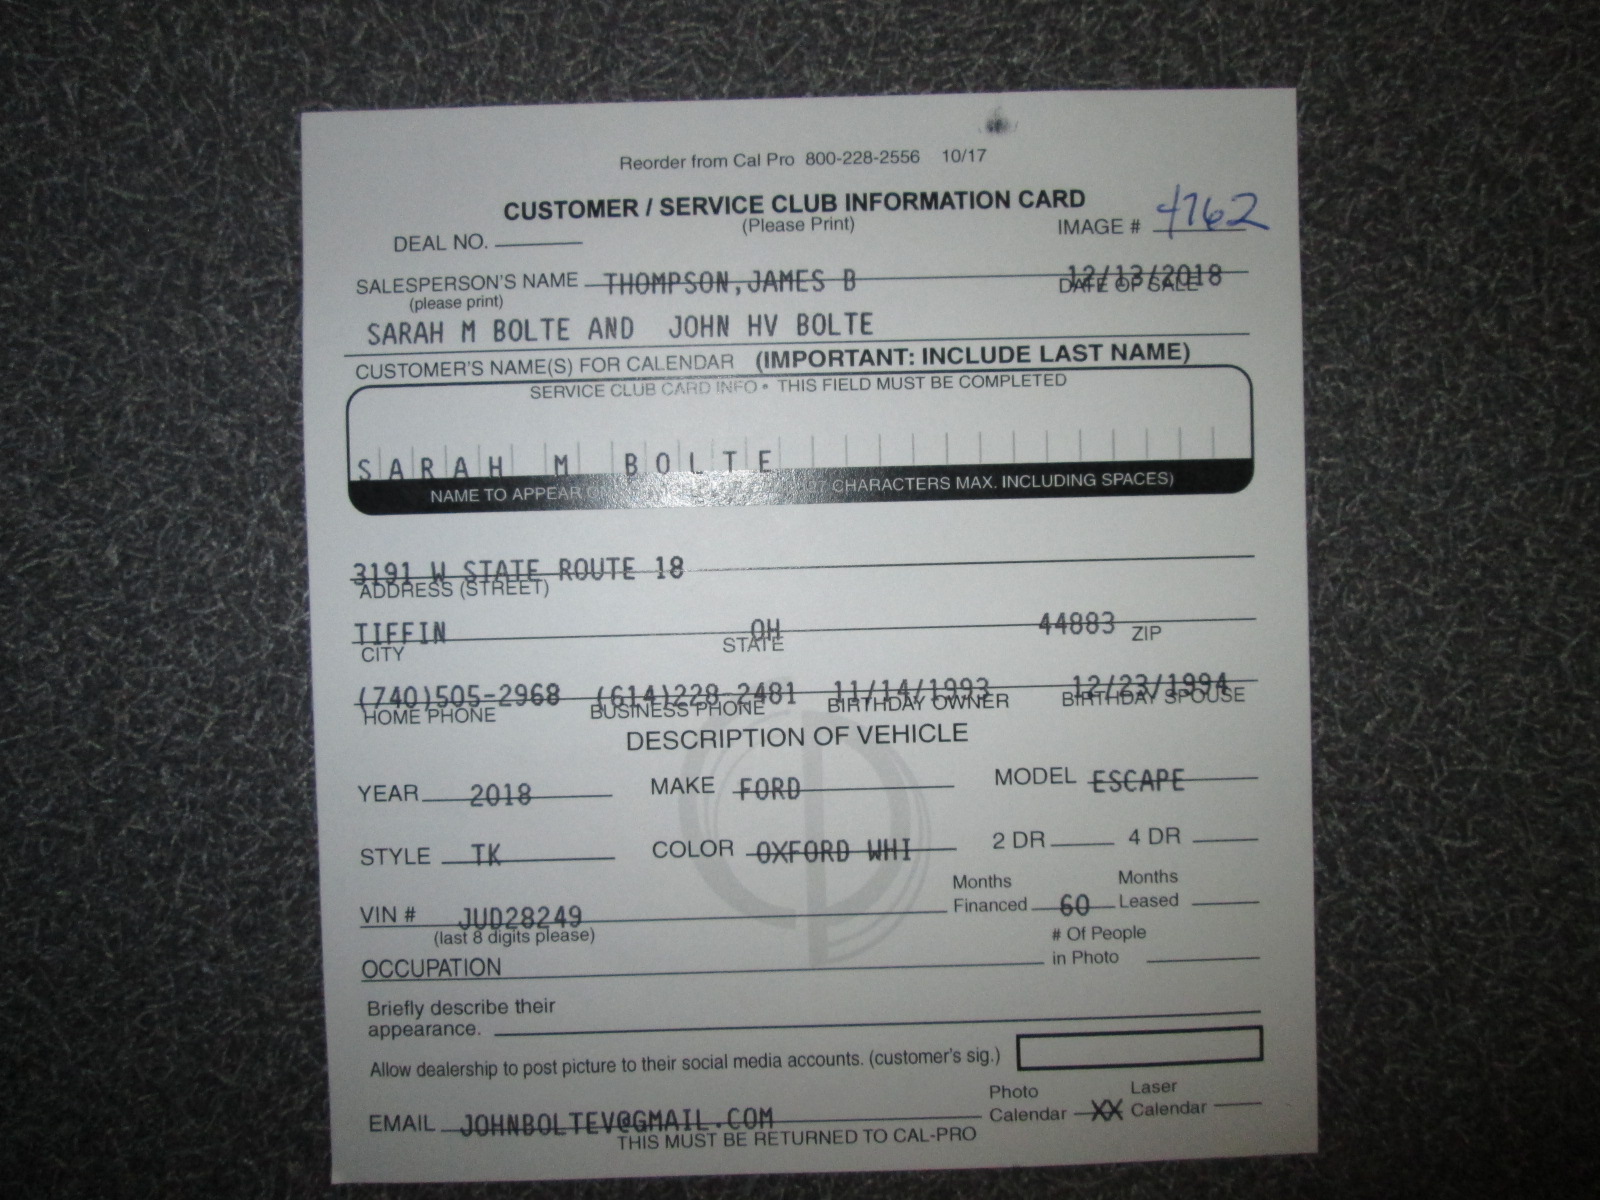 Reorder from Cal Pro 800-228-2556 10/17
CUSTOMER / SERVICE CLUB INFORMATION CARD
(Please Print)
DEAL NO. IMAGE # 4762
SALESPERSON'S NAME THOMPSON,JAMES B 12/13/2018
(please print) DATE OF SALE
SARAH M BOLTE AND JOHN HV BOLTE
CUSTOMER'S NAME(S) FOR CALENDAR (IMPORTANT: INCLUDE LAST NAME)
SERVICE CLUB CARD INFO • THIS FIELD MUST BE COMPLETED
SARAH M BOLTE
NAME TO APPEAR CHARACTERS MAX. INCLUDING SPACES)
3191 W STATE ROUTE 18
ADDRESS (STREET)
TIFFIN OH 44883 ZIP
CITY STATE
(740)505-2968 (614)228-2481 11/14/1993 12/23/1994
HOME PHONE BUSINESS PHONE BIRTHDAY OWNER BIRTHDAY SPOUSE
DESCRIPTION OF VEHICLE
YEAR 2018 MAKE FORD MODEL ESCAPE
STYLE TK COLOR OXFORD WHI 2 DR 4 DR
Months Months
VIN # JUD28249 Financed 60 Leased
(last 8 digits please) # Of People
OCCUPATION in Photo
Briefly describe their
appearance.
Allow dealership to post picture to their social media accounts. (customer's sig.)
Photo Laser
EMAIL JOHNBOLTEV@GMAIL.COM Calendar XX Calendar
THIS MUST BE RETURNED TO CAL-PRO